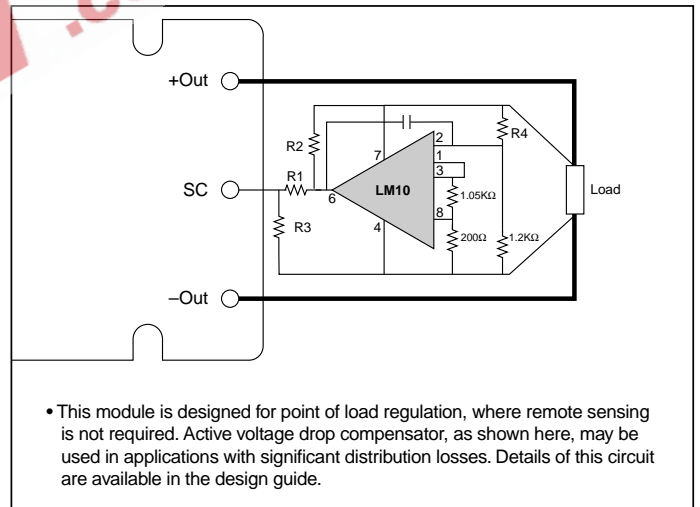 +Out
R2
R4
7
2
1
3
R1
SC
6
LM10
1.05KΩ
Load
R3
4
8
200Ω
1.2KΩ
–Out
• This module is designed for point of load regulation, where remote sensing
is not required. Active voltage drop compensator, as shown here, may be
used in applications with significant distribution losses. Details of this circuit
are available in the design guide.